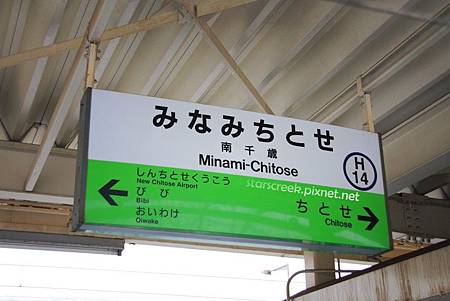 みなみちとせ
南千歳
Minami-Chitose
H
14
しんちとせくうこう
New Chitose Airport
びび
Bibi
おいわけ
Oiwake
starscreek.pixnet.net
ちとせ
Chitose